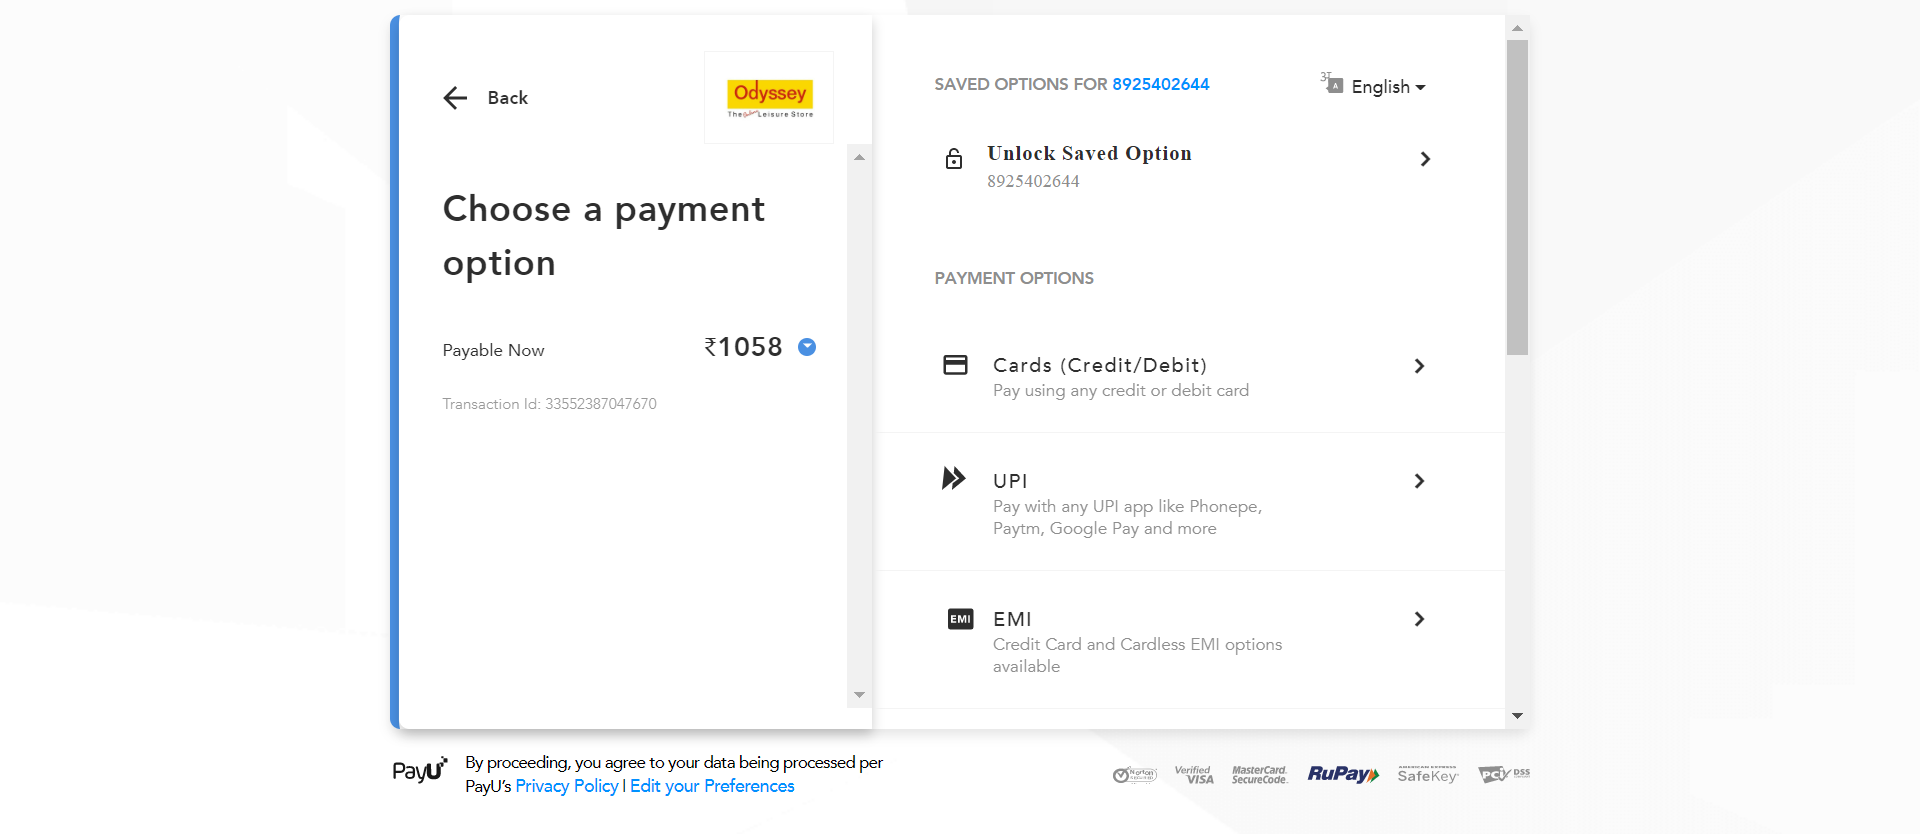 Back
Odyssey
The Leisure Store
Choose a payment
option
Payable Now
₹1058
Transaction Id: 33552387047670
SAVED OPTIONS FOR 8925402644
English
Unlock Saved Option
8925402644
PAYMENT OPTIONS
Cards (Credit/Debit)
Pay using any credit or debit card
UPI
Pay with any UPI app like Phonepe,
Paytm, Google Pay and more
EMI
EMI
Credit Card and Cardless EMI options
available
PayU
By proceeding, you agree to your data being processed per
PayU's Privacy Policy | Edit your Preferences
Norton
Verified
VISA
MasterCard.
SecureCode.
RuPay
AMERICAN EXPRESS
SafeKey
PCI DSS